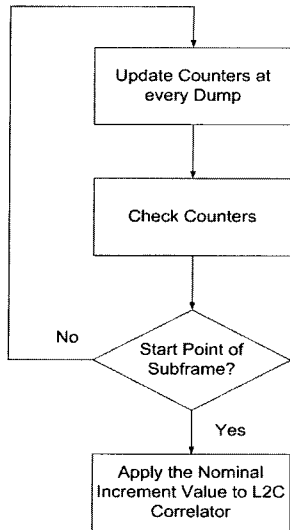 Update Counters at
every Dump
Check Counters
No
Start Point of
Subframe?
Yes
Apply the Nominal
Increment Value to L2C
Correlator